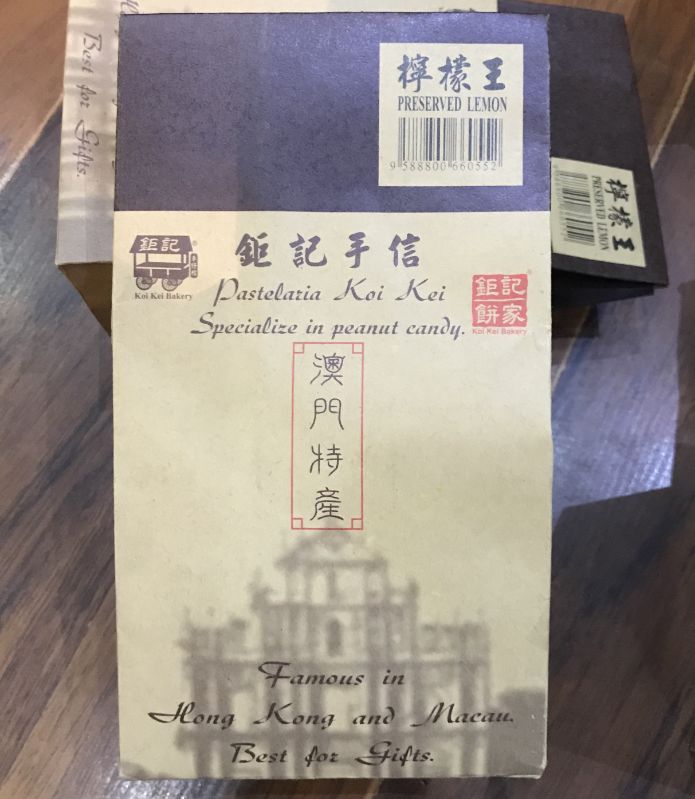 檸檬王
PRESERVED LEMON
9 588800 660552
鉅記手信
鉅記
手信
Koi Kei Bakery
Pastelaria Koi Kei
Specialize in peanut candy.
鉅記
餅家
Koi Kei Bakery
澳門特產
Famous in
Hong Kong and Macau.
Best for Gifts.
Best for Gifts.
檸檬王
PRESERVED LEMON